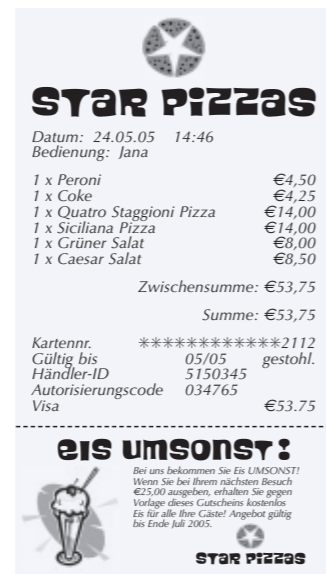 STAR PIZZAS
Datum: 24.05.05 14:46
Bedienung: Jana
1 x Peroni €4,50
1 x Coke €4,25
1 x Quatro Staggioni Pizza €14,00
1 x Siciliana Pizza €14,00
1 x Grüner Salat €8,00
1 x Caesar Salat €8,50
Zwischensumme: €53,75
Summe: €53,75
Kartennr. ************2112
Gültig bis 05/05 gestohl.
Händler-ID 5150345
Autorisierungscode 034765
Visa €53.75
eis umsonst!
Bei uns bekommen Sie Eis UMSONST!
Wenn Sie bei Ihrem nächsten Besuch
€25,00 ausgeben, erhalten Sie gegen
Vorlage dieses Gutscheins kostenlos
Eis für alle Ihre Gäste! Angebot gültig
bis Ende Juli 2005.
STAR PIZZAS